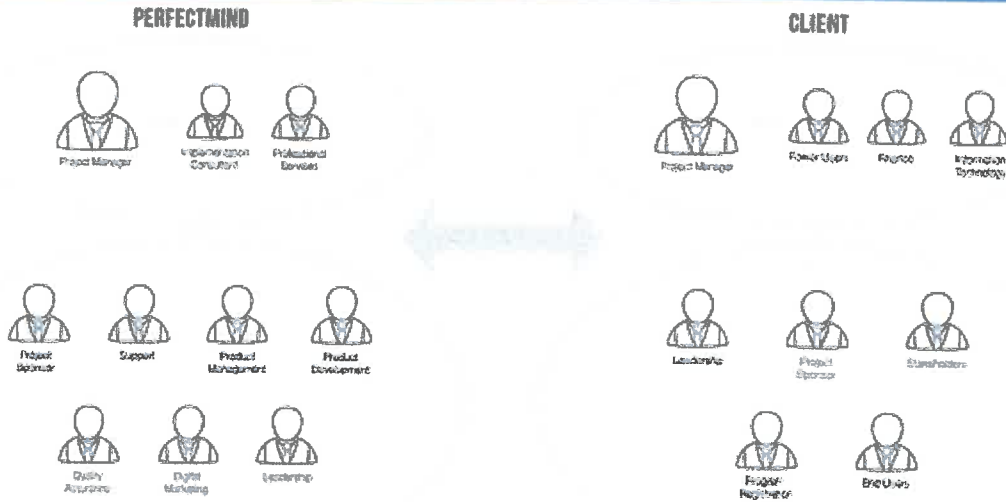 PERFECTMIND
CLIENT
Project Manager
Implementation
Consultant
Professional
Services
Project Manager
Power Users
Finance
Information
Technology
Project
Sponsor
Support
Product
Management
Product
Development
Leadership
Project
Sponsor
Stakeholders
Quality
Assurance
Digital
Marketing
Leadership
Program
Registration
End Users